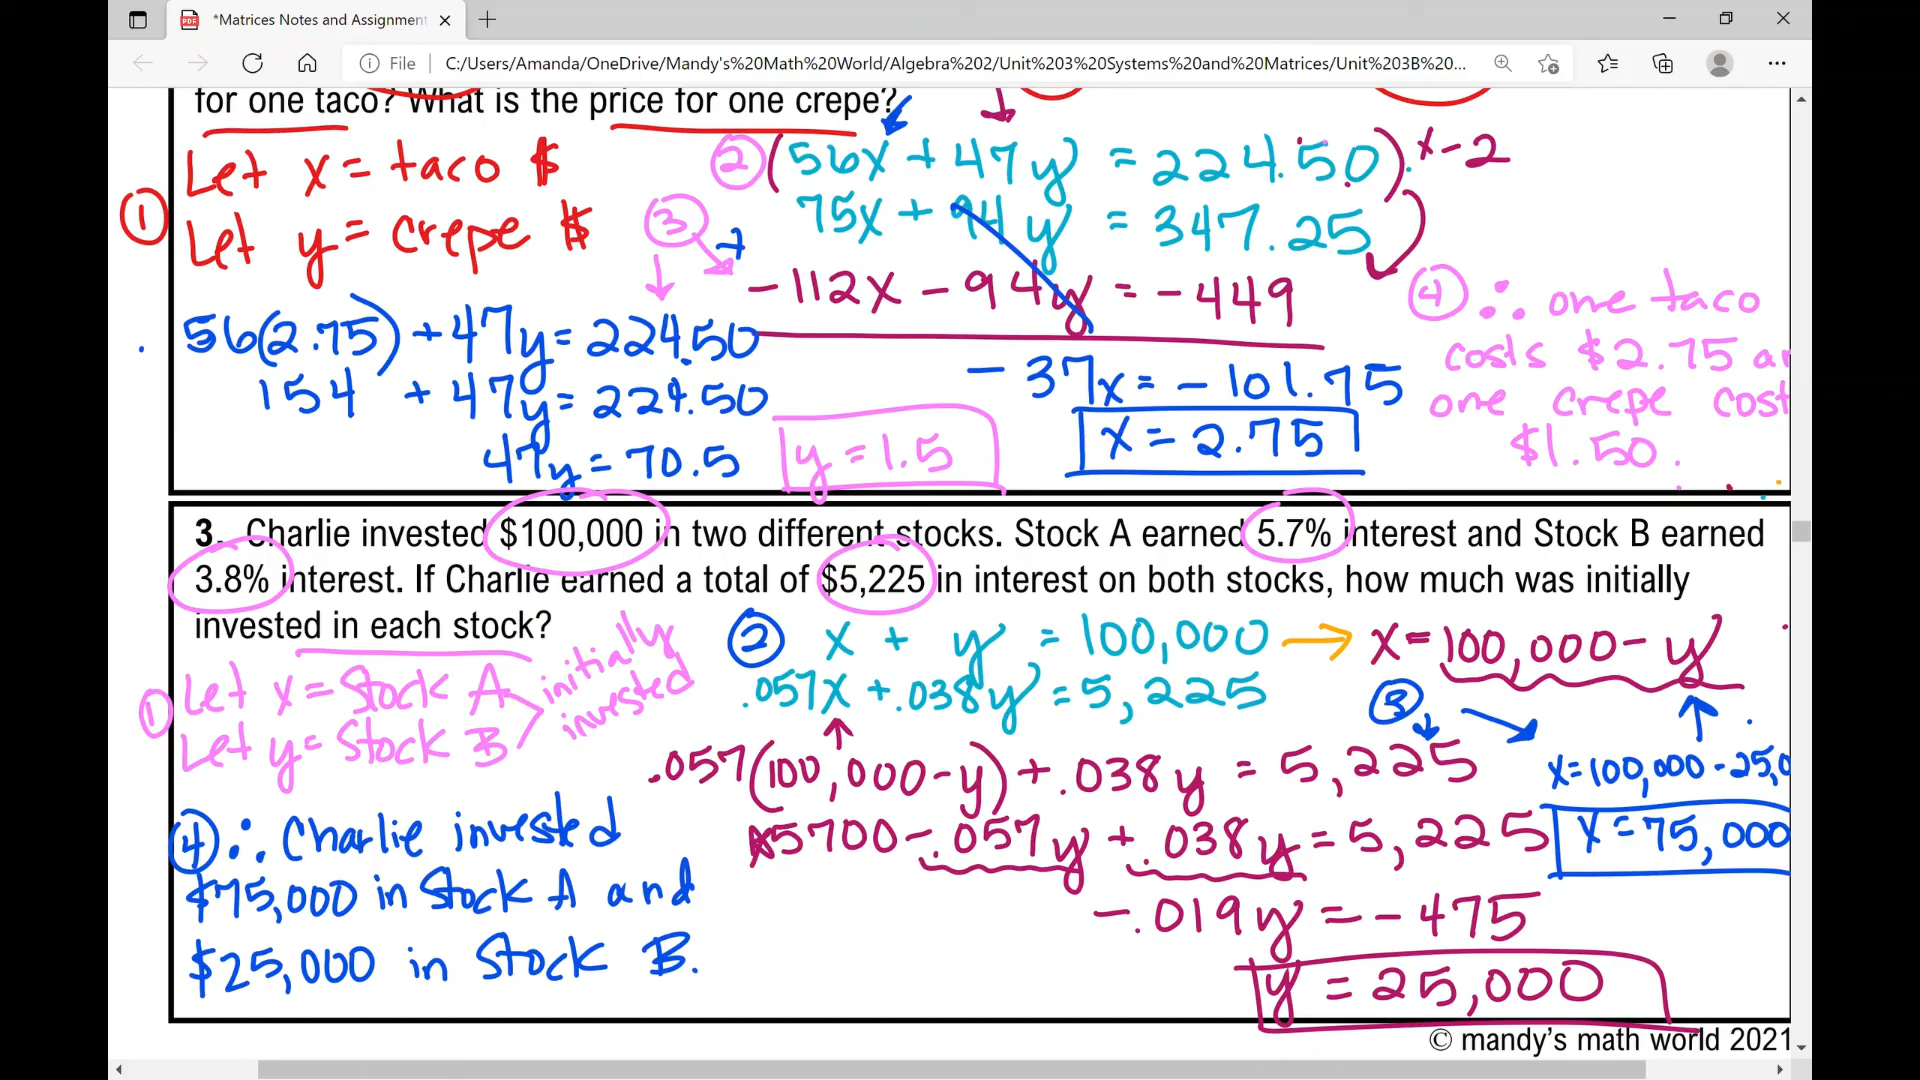 *Matrices Notes and Assignment
File
C:/Users/Amanda/OneDrive/Mandy's%20Math%20World/Algebra%202/Unit%203%20Systems%20and%20Matrices/Unit%203B%20...
for one taco? What is the price for one crepe?
① Let x = taco $
Let y = crepe $
② (56x + 47y = 224.50) · x - 2
75x + 94y = 347.25
③ +
-112x - 94y = -449
-37x = -101.75
x = 2.75
56(2.75) + 47y = 224.50
154 + 47y = 224.50
47y = 70.5
y = 1.5
④ ∴ one taco
costs $2.75 a
one crepe cost
$1.50.
3. Charlie invested $100,000 in two different stocks. Stock A earned 5.7% interest and Stock B earned
3.8% interest. If Charlie earned a total of $5,225 in interest on both stocks, how much was initially
invested in each stock?
① Let x = Stock A
Let y = Stock B
initially
invested
② x + y = 100,000 → x = 100,000 - y
.057x + .038y = 5,225
③
.057(100,000 - y) + .038y = 5,225
5700 - .057y + .038y = 5,225
-.019y = -475
y = 25,000
x = 100,000 - 25,0
x = 75,000
④ ∴ Charlie invested
$75,000 in Stock A and
$25,000 in Stock B.
© mandy's math world 2021